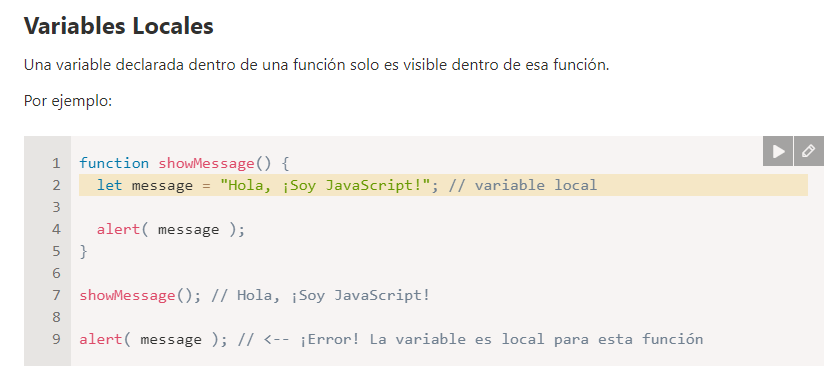 Variables Locales
Una variable declarada dentro de una función solo es visible dentro de esa función.
Por ejemplo:
1 function showMessage() {
2   let message = "Hola, ¡Soy JavaScript!"; // variable local
3
4   alert( message );
5 }
6
7 showMessage(); // Hola, ¡Soy JavaScript!
8
9 alert( message ); // <-- ¡Error! La variable es local para esta función